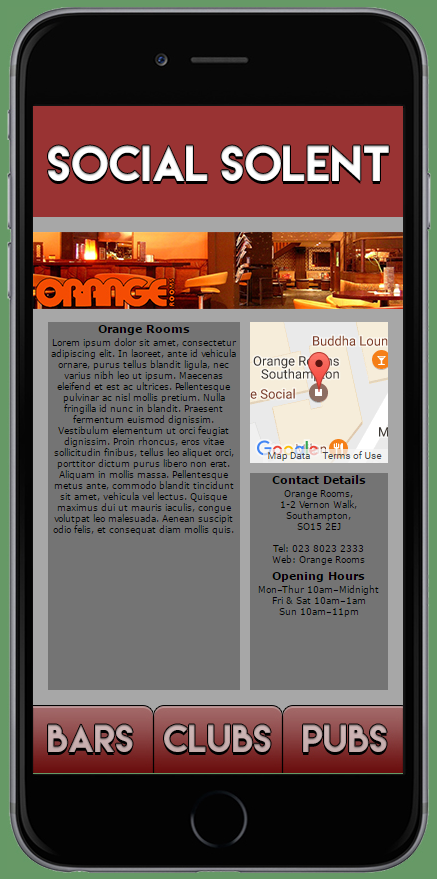 SOCIAL SOLENT
ORANGE
ROOMS
Orange Rooms
Lorem ipsum dolor sit amet, consectetur
adipiscing elit. In laoreet, ante id vehicula
ornare, purus tellus blandit ligula, nec
varius nibh leo ut ipsum. Maecenas
eleifend et est ac ultrices. Pellentesque
pulvinar ac nisl mollis pretium. Nulla
fringilla id nunc in blandit. Praesent
fermentum euismod dignissim.
Vestibulum elementum ut orci feugiat
dignissim. Proin rhoncus, eros vitae
sollicitudin finibus, tellus leo aliquet orci,
porttitor dictum purus libero non erat.
Aliquam in mollis massa. Pellentesque
metus ante, commodo blandit tincidunt
sit amet, vehicula vel lectus. Quisque
maximus dui ut mauris iaculis, congue
volutpat leo malesuada. Aenean suscipit
odio felis, et consequat diam mollis quis.
Buddha Loun
Orange Rooms
Southampton
e Social
M
Google
Map Data Terms of Use
Contact Details
Orange Rooms,
1-2 Vernon Walk,
Southampton,
SO15 2EJ
Tel: 023 8023 2333
Web: Orange Rooms
Opening Hours
Mon–Thur 10am–Midnight
Fri & Sat 10am–1am
Sun 10am–11pm
BARS CLUBS PUBS